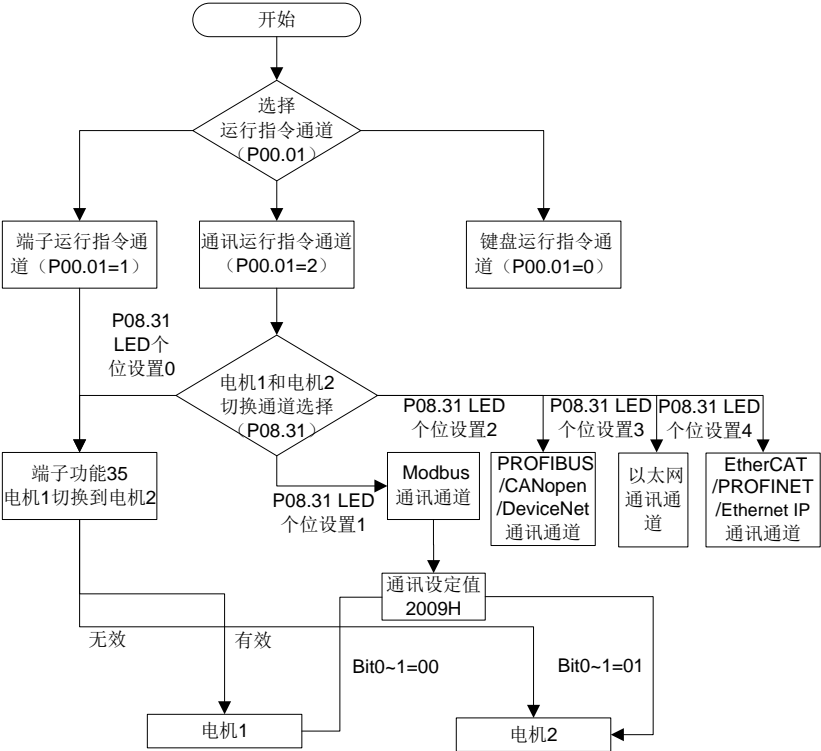 开始
选择
运行指令通道
（P00.01）
端子运行指令通
道（P00.01=1）
通讯运行指令通道
（P00.01=2）
键盘运行指令通
道（P00.01=0）
P08.31
LED个
位设置0
电机1和电机2
切换通道选择
（P08.31）
P08.31 LED
个位设置2
P08.31 LED
个位设置3
P08.31 LED
个位设置4
端子功能35
电机1切换到电机2
P08.31 LED
个位设置1
Modbus
通讯通道
PROFIBUS
/CANopen
/DeviceNet
通讯通道
以太网
通讯通
道
EtherCAT
/PROFINET
/Ethernet IP
通讯通道
通讯设定值
2009H
无效
有效
Bit0~1=00
Bit0~1=01
电机1
电机2